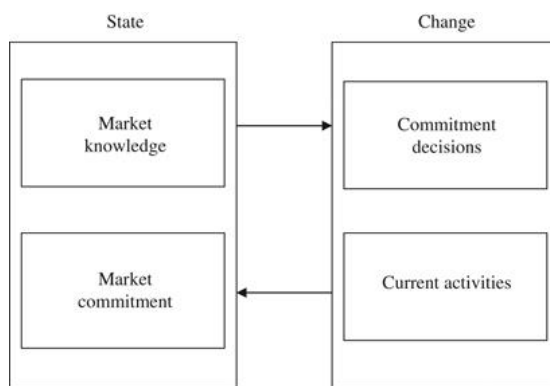 State
Change
Market
knowledge
Commitment
decisions
Market
commitment
Current activities